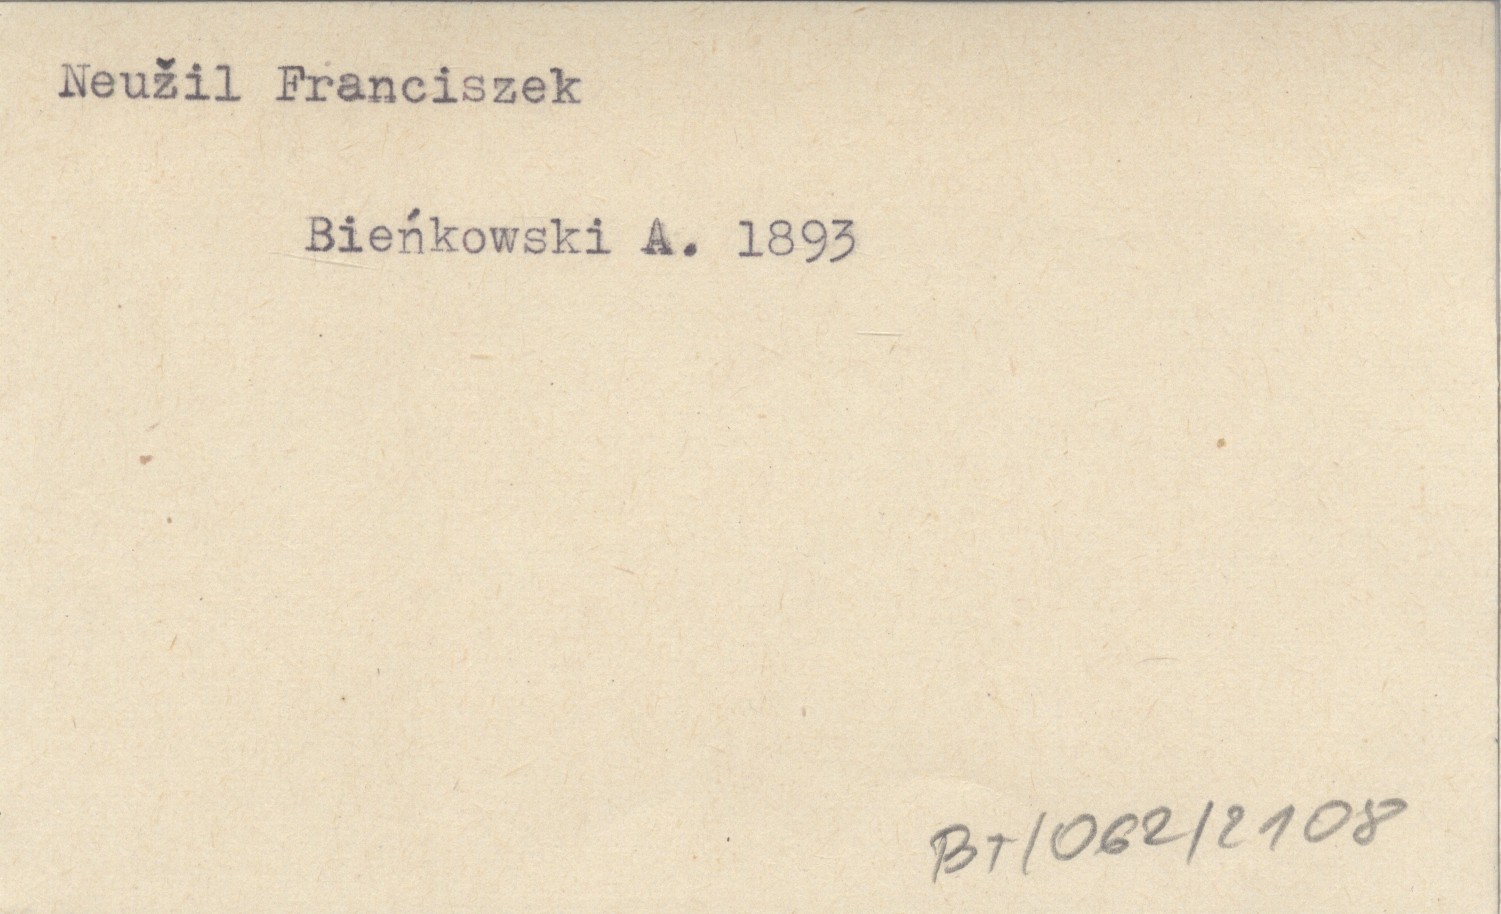 Neužil Franciszek
Bieńkowski A. 1893
BT/062/2108